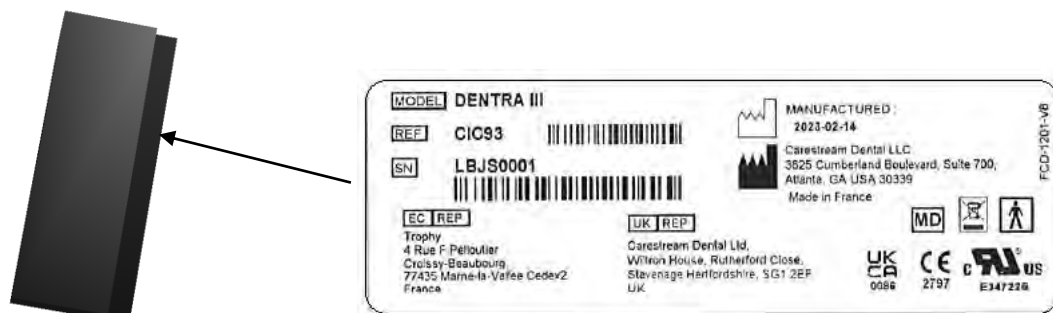 MODEL DENTRA III
REF CIC93
SN LBJS0001
MANUFACTURED :
2023-02-14
Carestream Dental LLC
3625 Cumberland Boulevard, Suite 700,
Atlanta, GA USA 30339
Made in France
FCD-1201-V8
EC REP
Trophy
4 Rue F Pelloutier
Croissy-Beaubourg
77435 Marne-la-Vallee Cedex2
France
UK REP
Carestream Dental Ltd,
Wilton House, Rutherford Close,
Stevenage Hertfordshire, SG1 2EF
UK
MD
UK
CA
0086
CE
2797
c RU US
E347226